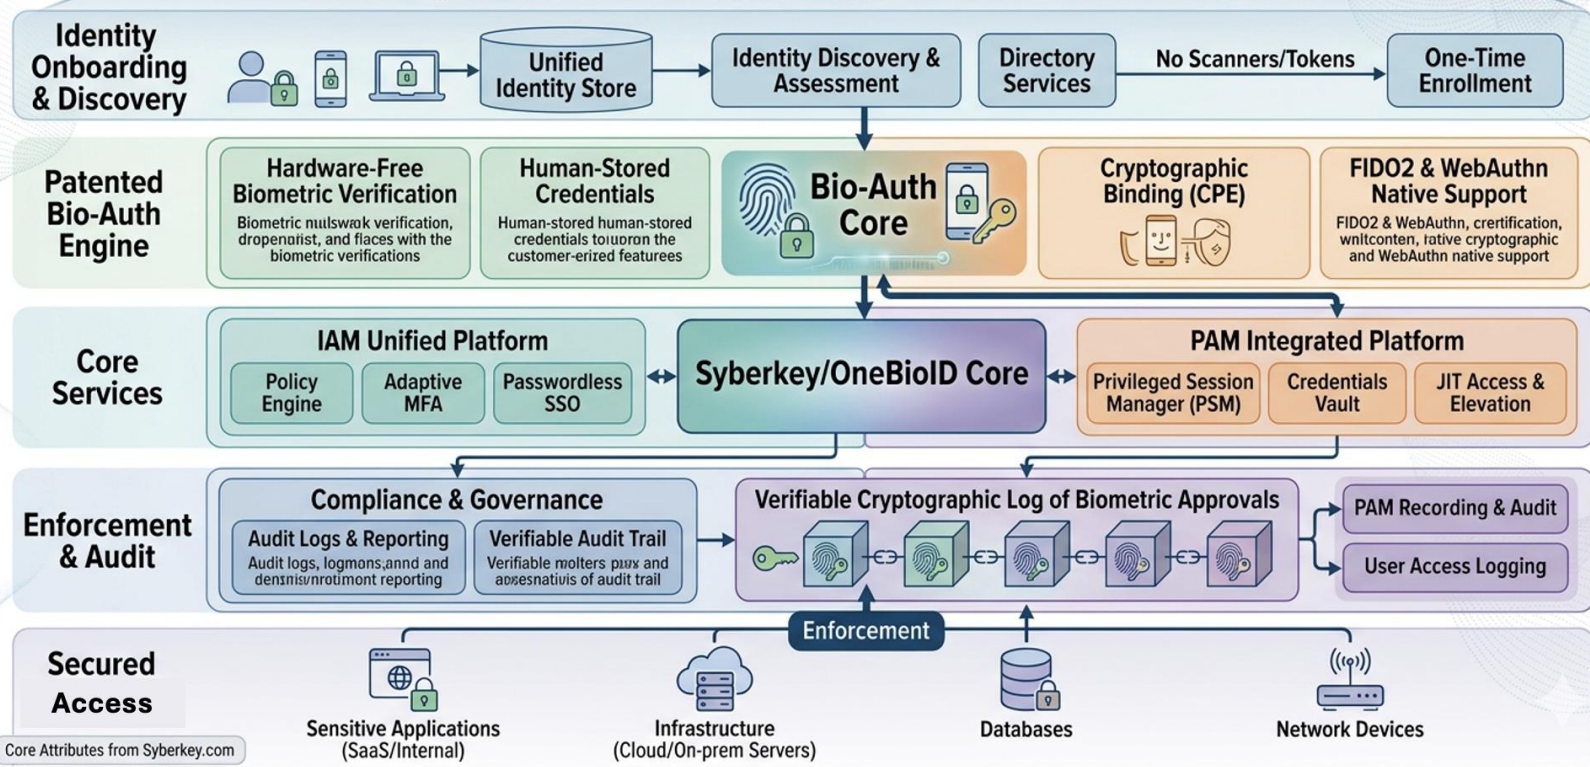 Identity
Onboarding
& Discovery
Unified
Identity Store
Identity Discovery &
Assessment
Directory
Services
No Scanners/Tokens
One-Time
Enrollment
Patented
Bio-Auth
Engine
Hardware-Free
Biometric Verification
Biometric verification,
and with the
biometric verifications
Human-Stored
Credentials
Human-stored human-stored
credentials the
Bio-Auth
Core
Cryptographic
Binding (CPE)
FIDO2 & WebAuthn
Native Support
FIDO2 & WebAuthn, crertification,
cryptographic
and WebAuthn native support
Core
Services
IAM Unified Platform
Policy
Engine
Adaptive
MFA
Passwordless
SSO
Syberkey/OneBioID Core
PAM Integrated Platform
Privileged Session
Manager (PSM)
Credentials
Vault
JIT Access &
Elevation
Enforcement
& Audit
Compliance & Governance
Audit Logs & Reporting
Audit logs, and
reporting
Verifiable Audit Trail
Verifiable and
of audit trail
Verifiable Cryptographic Log of Biometric Approvals
PAM Recording & Audit
User Access Logging
Enforcement
Secured
Access
Sensitive Applications
(SaaS/Internal)
Infrastructure
(Cloud/On-prem Servers)
Databases
Network Devices
Core Attributes from Syberkey.com